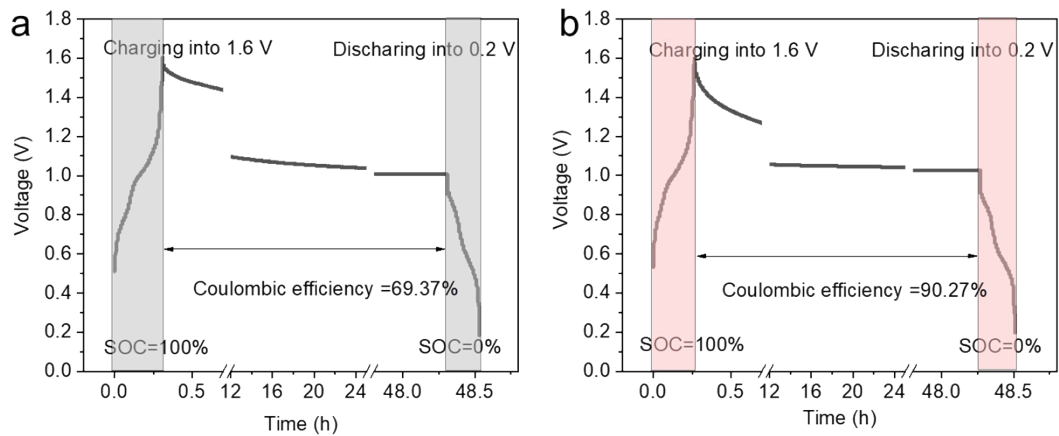 a
1.8
1.6
1.4
1.2
1.0
0.8
0.6
0.4
0.2
0.0
Voltage (V)
Charging into 1.6 V
Discharing into 0.2 V
Coulombic efficiency =69.37%
SOC=100%
SOC=0%
0.0 0.5 12 16 20 24 48.0 48.5
Time (h)
b
1.8
1.6
1.4
1.2
1.0
0.8
0.6
0.4
0.2
0.0
Voltage (V)
Charging into 1.6 V
Discharing into 0.2 V
Coulombic efficiency =90.27%
SOC=100%
SOC=0%
0.0 0.5 12 16 20 24 48.0 48.5
Time (h)